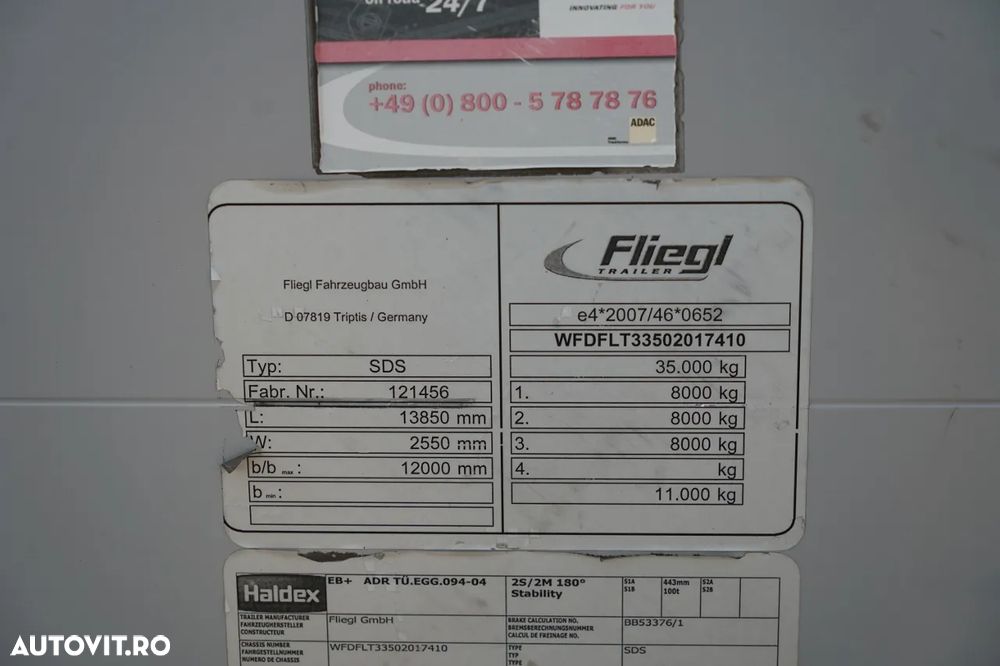 on road 24/7
INNOVATING FOR YOU
phone:
+49 (0) 800 - 5 78 78 76
ADAC
Fliegl Fahrzeugbau GmbH
D 07819 Triptis / Germany
Typ: SDS
Fabr. Nr.: 121456
L: 13850 mm
W: 2550 mm
b/b max : 12000 mm
b min :
Fliegl
TRAILER
e4*2007/46*0652
WFDFLT33502017410
35.000 kg
1. 8000 kg
2. 8000 kg
3. 8000 kg
4. kg
11.000 kg
Haldex
EB+ ADR TÜ.EGG.094-04
2S/2M 180°
Stability
S1A
S1B
443mm
100t
S2A
S2B
TRAILER MANUFACTURER
FAHRZEUGHERSTELLER
CONSTRUCTEUR
Fliegl GmbH
BRAKE CALCULATION NO.
BREMSBERECHNUNGSNUMMER
CALCUL DE FREINAGE NO.
BB53376/1
CHASSIS NUMBER
FAHRGESTELLNUMMER
NUMERO DE CHASSIS
WFDFLT33502017410
TYPE
TYP
TYPE
SDS
AUTOVIT.RO